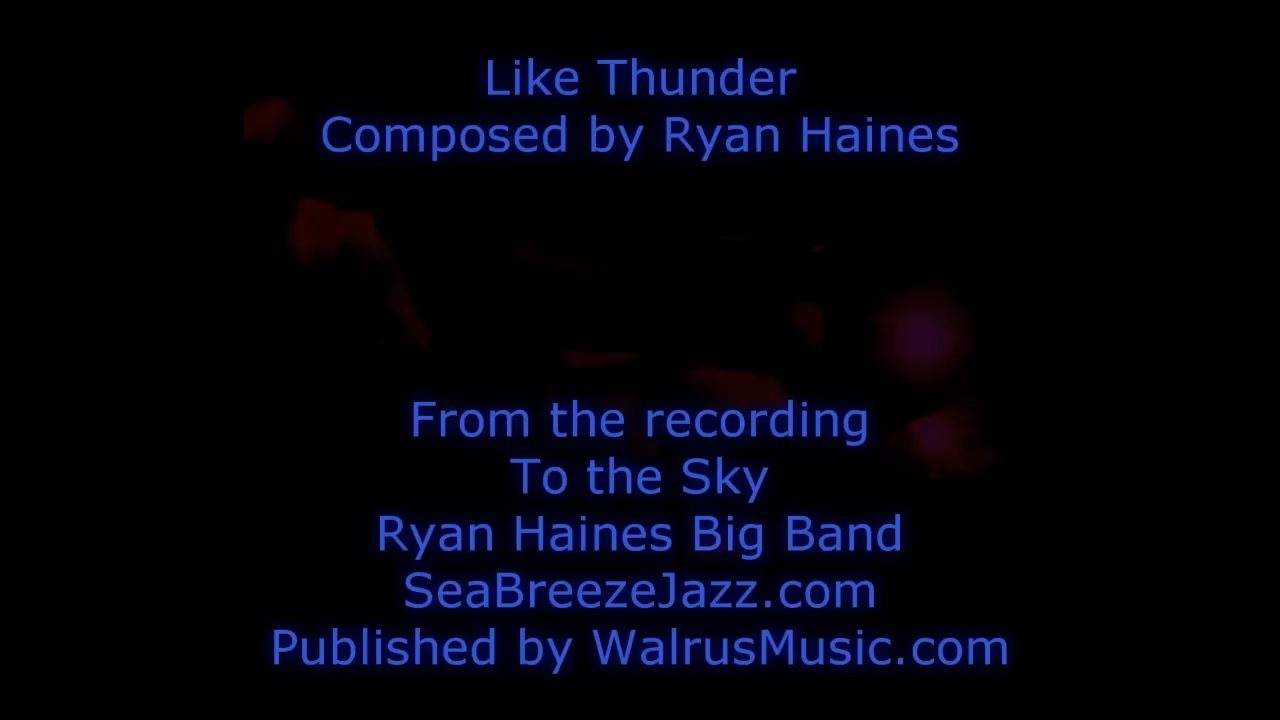 Like Thunder
Composed by Ryan Haines
From the recording
To the Sky
Ryan Haines Big Band
SeaBreezeJazz.com
Published by WalrusMusic.com